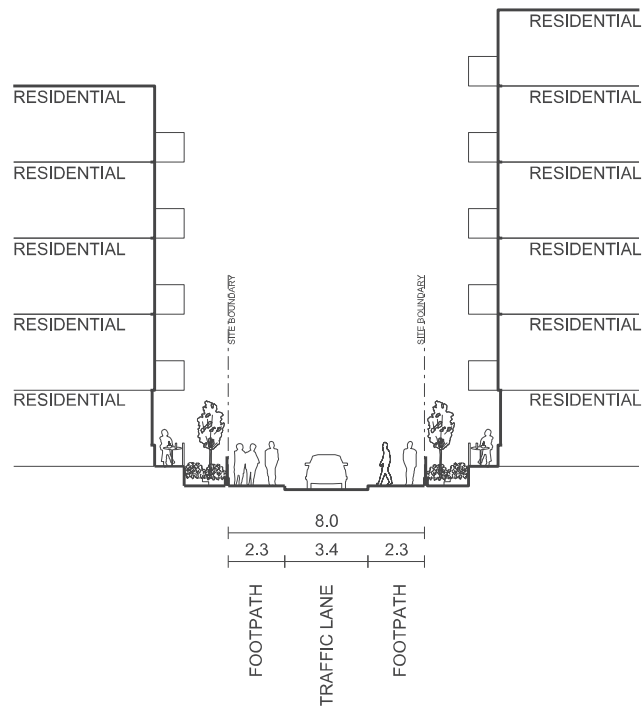 RESIDENTIAL
RESIDENTIAL
RESIDENTIAL
RESIDENTIAL
RESIDENTIAL
RESIDENTIAL
RESIDENTIAL
RESIDENTIAL
RESIDENTIAL
RESIDENTIAL
RESIDENTIAL
SITE BOUNDARY
SITE BOUNDARY
8.0
2.3
3.4
2.3
FOOTPATH
TRAFFIC LANE
FOOTPATH